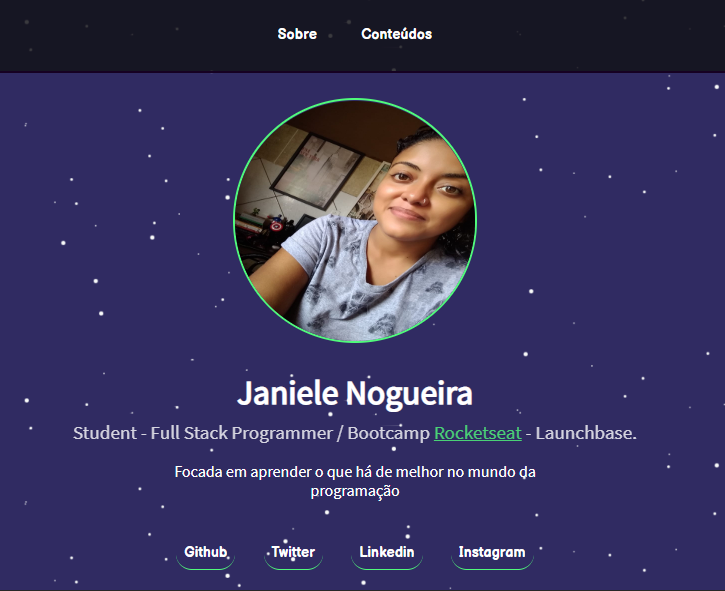 Sobre Conteúdos
Janiele Nogueira
Student - Full Stack Programmer / Bootcamp Rocketseat - Launchbase.
Focada em aprender o que há de melhor no mundo da
programação
Github Twitter Linkedin Instagram